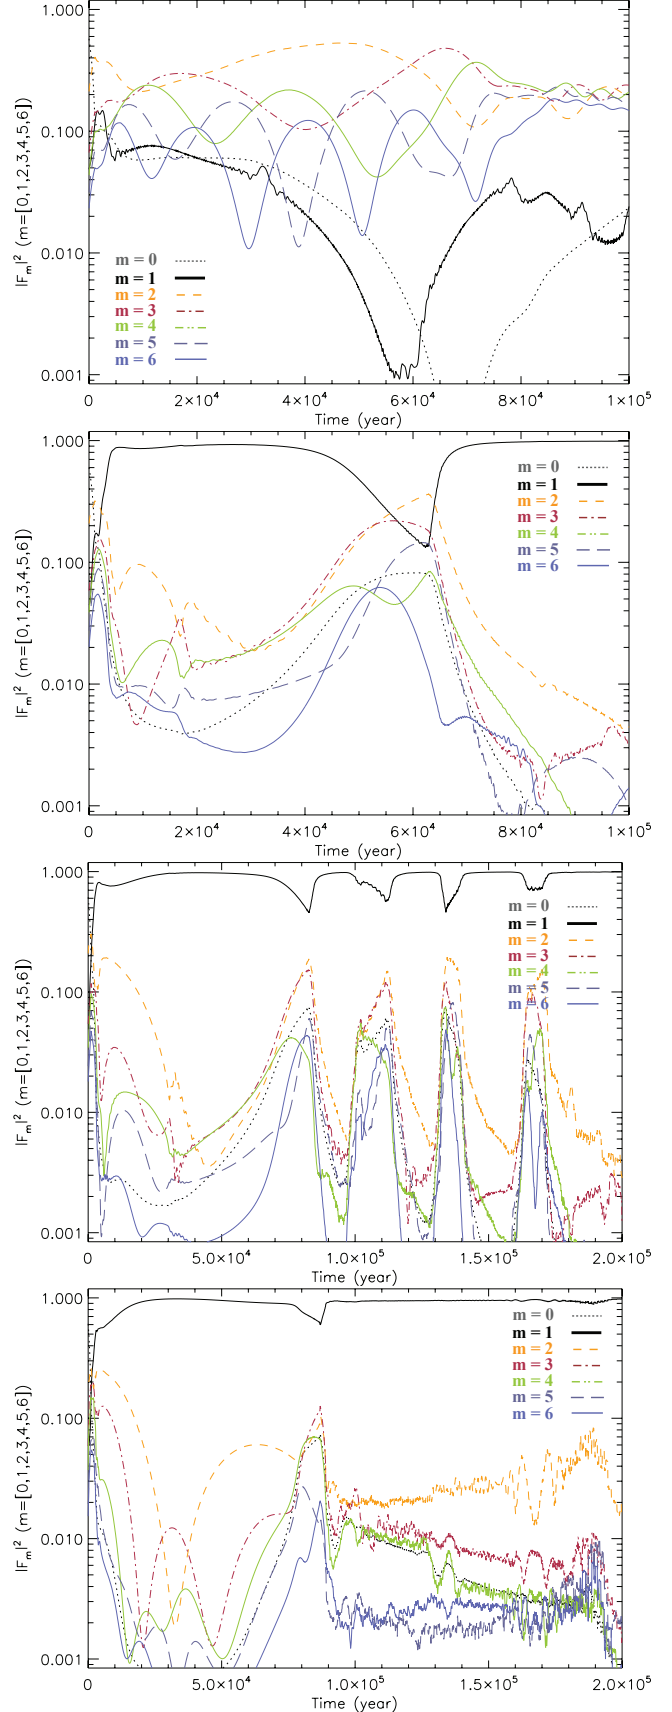 1.000
0.100
0.010
0.001
|Fₘ|² (m=[0,1,2,3,4,5,6])
m = 0
m = 1
m = 2
m = 3
m = 4
m = 5
m = 6
0 2×10⁴ 4×10⁴ 6×10⁴ 8×10⁴ 1×10⁵
Time (year)
1.000
0.100
0.010
0.001
|Fₘ|² (m=[0,1,2,3,4,5,6])
m = 0
m = 1
m = 2
m = 3
m = 4
m = 5
m = 6
0 2×10⁴ 4×10⁴ 6×10⁴ 8×10⁴ 1×10⁵
Time (year)
1.000
0.100
0.010
0.001
|Fₘ|² (m=[0,1,2,3,4,5,6])
m = 0
m = 1
m = 2
m = 3
m = 4
m = 5
m = 6
0 5.0×10⁴ 1.0×10⁵ 1.5×10⁵ 2.0×10⁵
Time (year)
1.000
0.100
0.010
0.001
|Fₘ|² (m=[0,1,2,3,4,5,6])
m = 0
m = 1
m = 2
m = 3
m = 4
m = 5
m = 6
0 5.0×10⁴ 1.0×10⁵ 1.5×10⁵ 2.0×10⁵
Time (year)